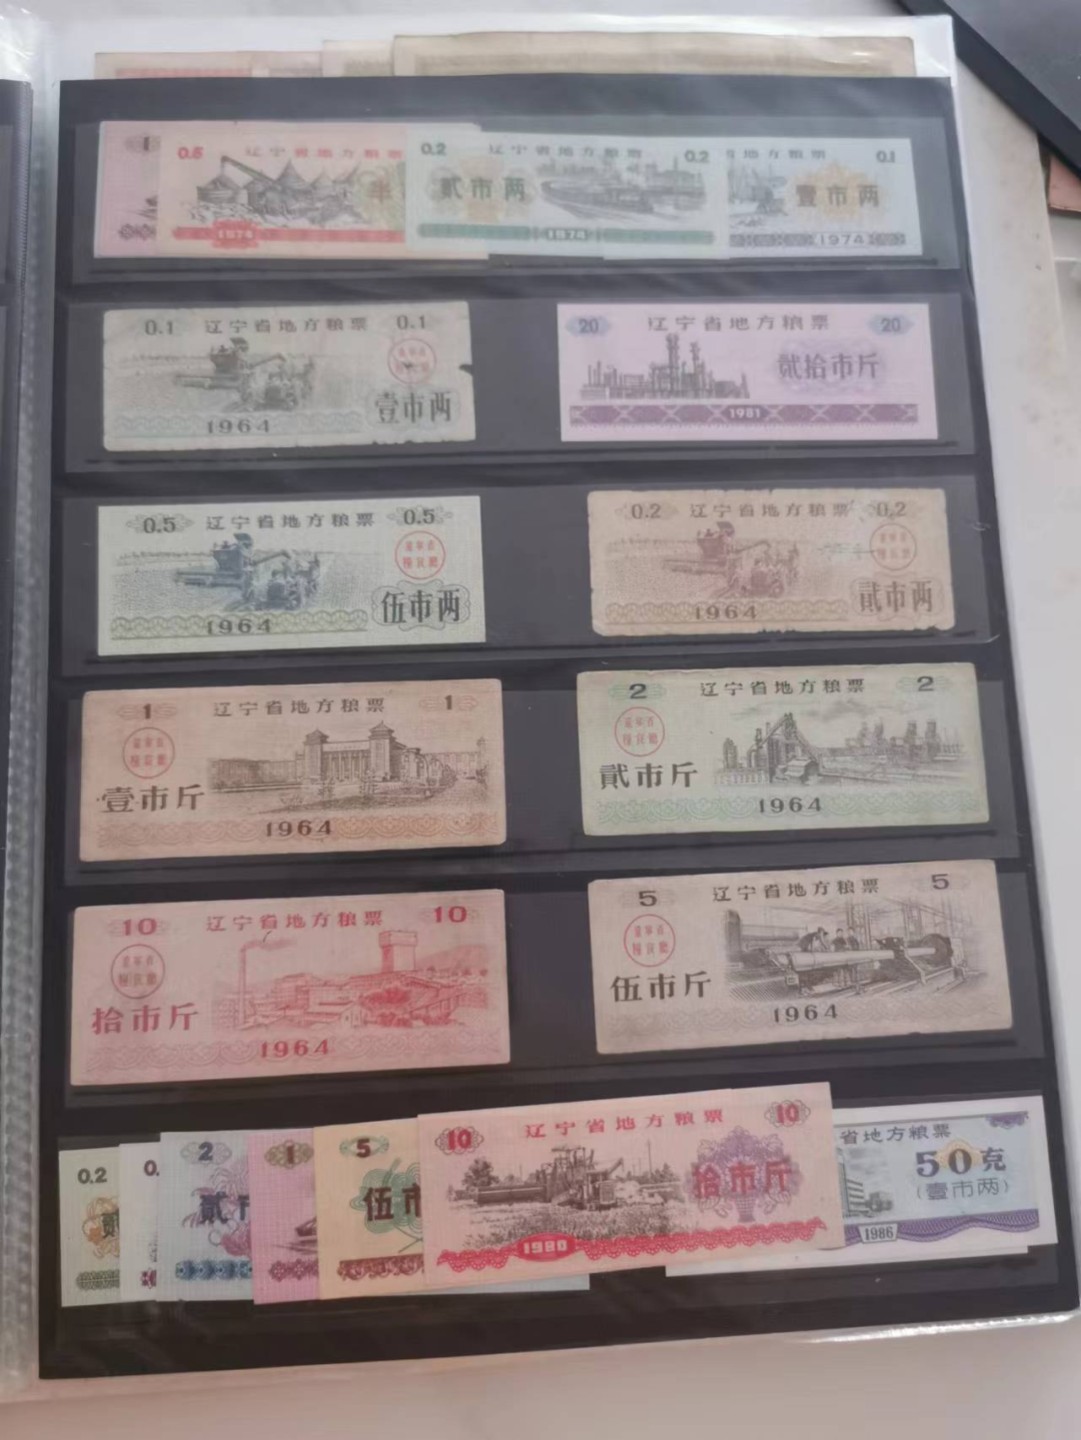 0.5 辽宁省地方粮票
半
1974
0.2 辽宁省地方粮票 0.2
贰市两
1974
地方粮票 0.1
壹市两
1974
0.1 辽宁省地方粮票 0.1
壹市两
1964
20 辽宁省地方粮票 20
贰拾市斤
1981
0.5 辽宁省地方粮票 0.5
伍市两
1964
0.2 辽宁省地方粮票 0.2
貳市两
1964
1 辽宁省地方粮票 1
壹市斤
1964
2 辽宁省地方粮票 2
貳市斤
1964
10 辽宁省地方粮票 10
拾市斤
1964
5 辽宁省地方粮票 5
伍市斤
1964
0.2
0.
2
贰市
1
5
伍市
10 辽宁省地方粮票 10
拾市斤
1980
省地方粮票
50克
(壹市两)
1986